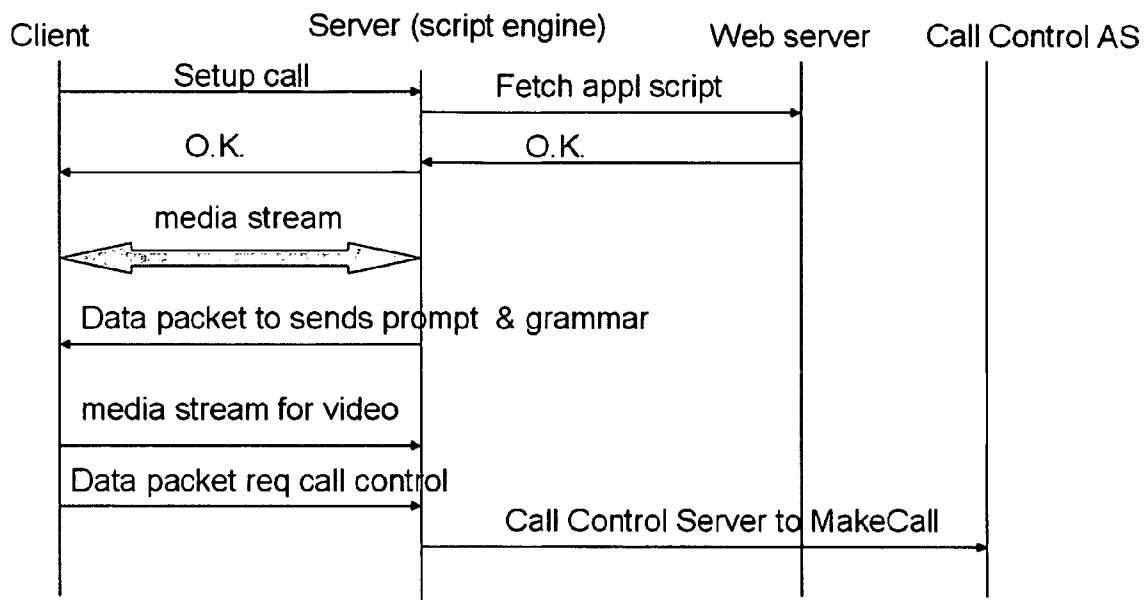 Client
Server (script engine)
Web server
Call Control AS
Setup call
Fetch appl script
O.K.
O.K.
media stream
Data packet to sends prompt & grammar
media stream for video
Data packet req call control
Call Control Server to MakeCall